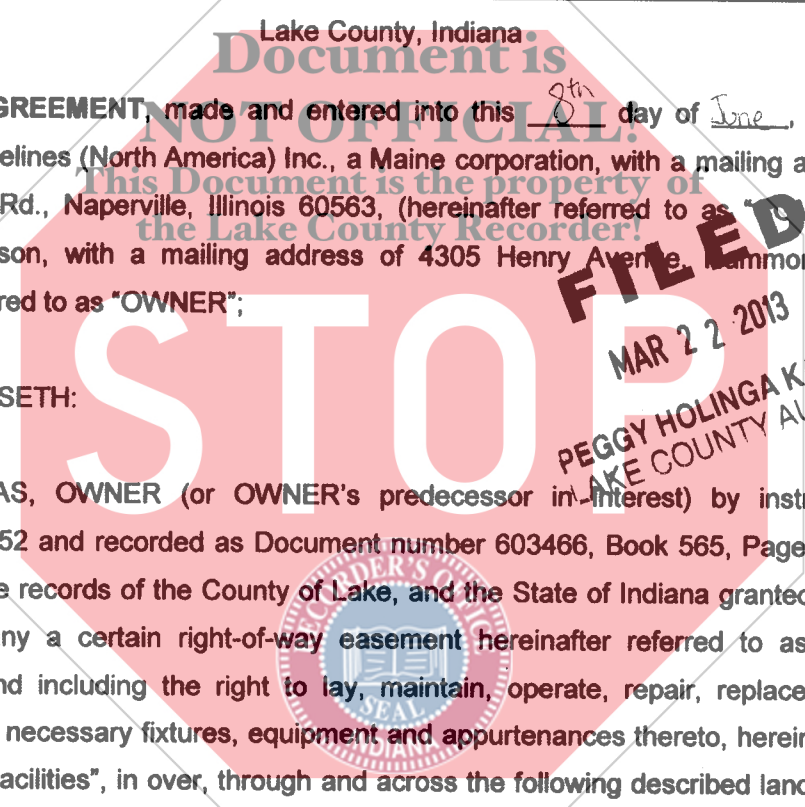 Lake County, Indiana
Document is
GREEMENT, made and entered into this 8th day of June,
NOT OFFICIAL!
elines (North America) Inc., a Maine corporation, with a mailing a
This Document is the property of
Rd., Naperville, Illinois 60563, (hereinafter referred to as "
the Lake County Recorder!
son, with a mailing address of 4305 Henry Avenue, Hammon
FILED
red to as "OWNER";
MAR 22 2013
STOP
SETH:
PEGGY HOLINGA K
LAKE COUNTY AU
AS, OWNER (or OWNER's predecessor in interest) by instr
52 and recorded as Document number 603466, Book 565, Page
e records of the County of Lake, and the State of Indiana granted
ny a certain right-of-way easement hereinafter referred to as
nd including the right to lay, maintain, operate, repair, replace
necessary fixtures, equipment and appurtenances thereto, herein
acilities", in over, through and across the following described land
RECORDER'S OFFICE
SEAL
INDIANA